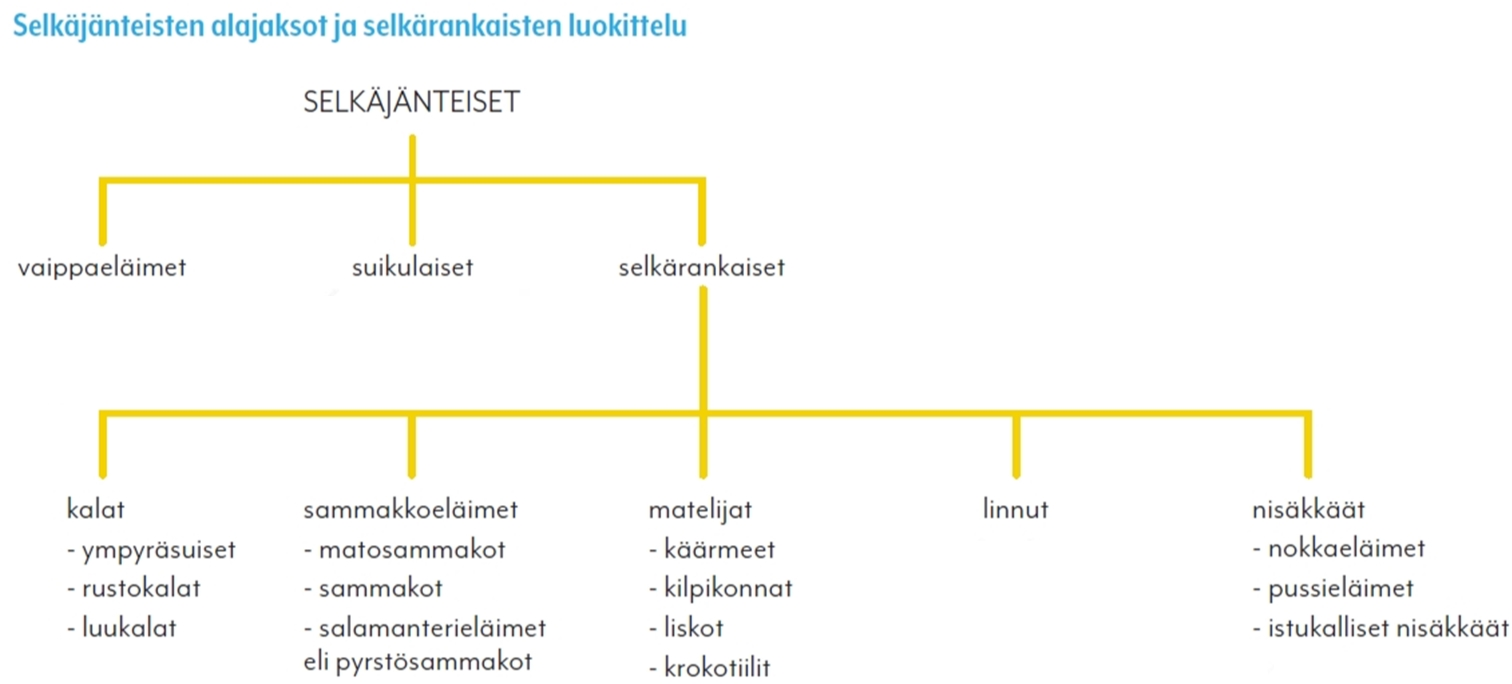 Selkäjänteisten alajaksot ja selkärankaisten luokittelu
SELKÄJÄNTEISET
vaippaeläimet
suikulaiset
selkärankaiset
kalat
- ympyräsuiset
- rustokalat
- luukalat
sammakkoeläimet
- matosammakot
- sammakot
- salamanterieläimet
eli pyrstösammakot
matelijat
- käärmeet
- kilpikonnat
- liskot
- krokotiilit
linnut
nisäkkäät
- nokkaeläimet
- pussieläimet
- istukalliset nisäkkäät